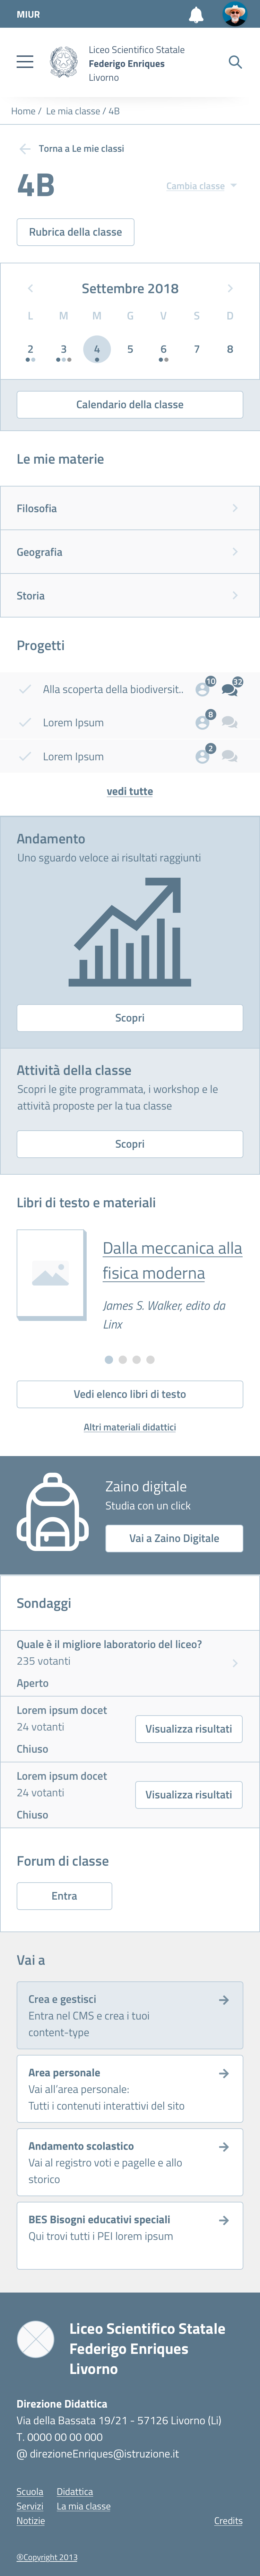 MIUR
Liceo Scientifico Statale
Federigo Enriques
Livorno
Home / Le mia classe / 4B
Torna a Le mie classi
4B
Cambia classe
Rubrica della classe
Settembre 2018
L M M G V S D
2 3 4 5 6 7 8
Calendario della classe
Le mie materie
Filosofia
Geografia
Storia
Progetti
Alla scoperta della biodiversit.. 10 32
Lorem Ipsum 8
Lorem Ipsum 2
vedi tutte
Andamento
Uno sguardo veloce ai risultati raggiunti
Scopri
Attività della classe
Scopri le gite programmata, i workshop e le
attività proposte per la tua classe
Scopri
Libri di testo e materiali
Dalla meccanica alla
fisica moderna
James S. Walker, edito da
Linx
Vedi elenco libri di testo
Altri materiali didattici
Zaino digitale
Studia con un click
Vai a Zaino Digitale
Sondaggi
Quale è il migliore laboratorio del liceo?
235 votanti
Aperto
Lorem ipsum docet
24 votanti
Visualizza risultati
Chiuso
Lorem ipsum docet
24 votanti
Visualizza risultati
Chiuso
Forum di classe
Entra
Vai a
Crea e gestisci
Entra nel CMS e crea i tuoi
content-type
Area personale
Vai all'area personale:
Tutti i contenuti interattivi del sito
Andamento scolastico
Vai al registro voti e pagelle e allo
storico
BES Bisogni educativi speciali
Qui trovi tutti i PEI lorem ipsum
Liceo Scientifico Statale
Federigo Enriques
Livorno
Direzione Didattica
Via della Bassata 19/21 - 57126 Livorno (Li)
T. 0000 00 00 000
@ direzioneEnriques@istruzione.it
Scuola Didattica
Servizi La mia classe
Notizie Credits
®Copyright 2013